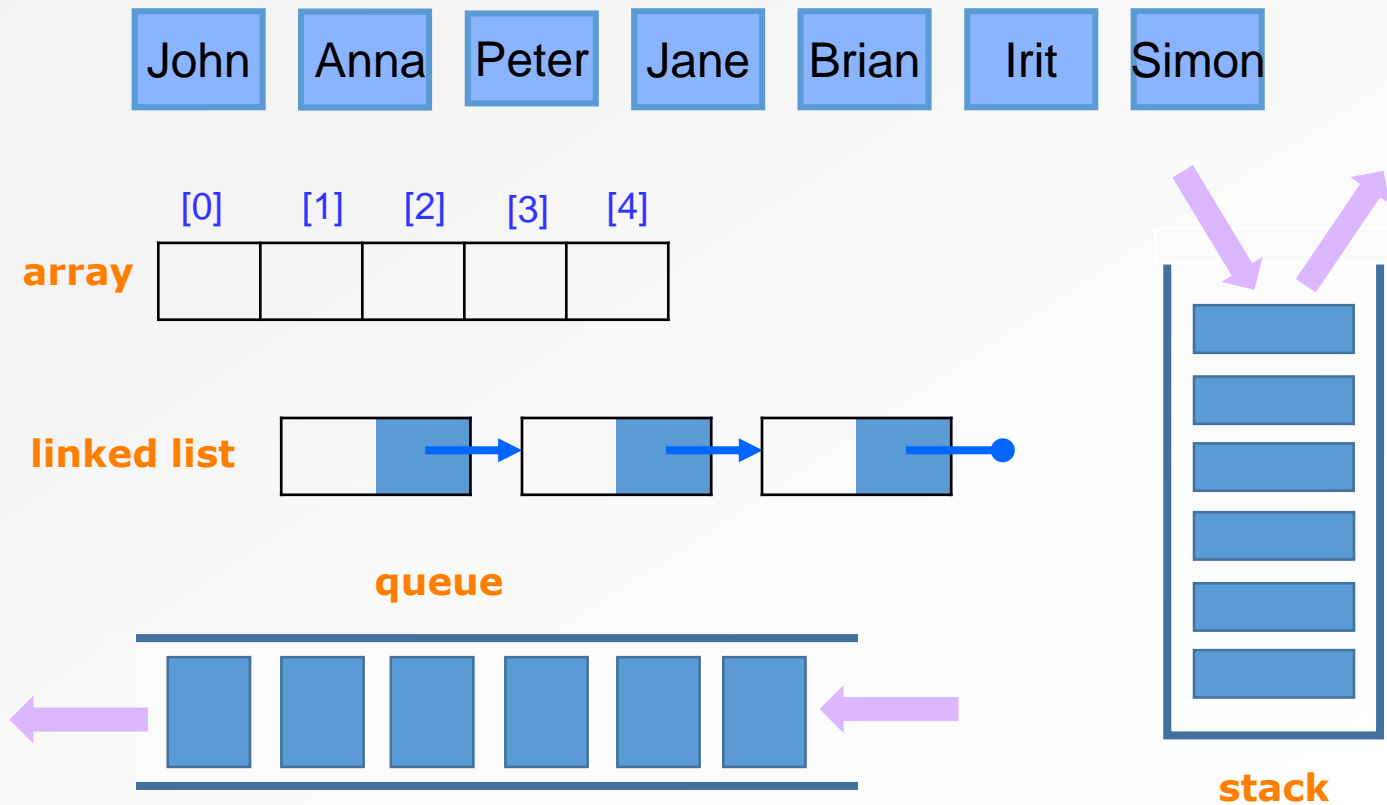 John Anna Peter Jane Brian Irit Simon
[0] [1] [2] [3] [4]
array
linked list
queue
stack